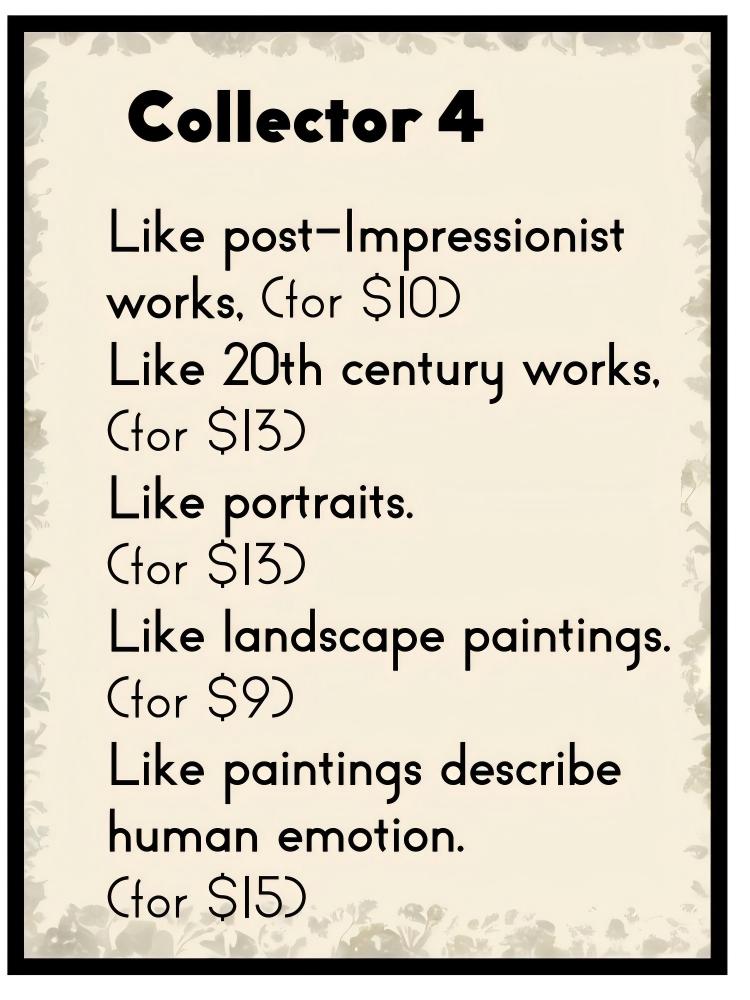 Collector 4
Like post-Impressionist
works, (for $10)
Like 20th century works,
(for $13)
Like portraits.
(for $13)
Like landscape paintings.
(for $9)
Like paintings describe
human emotion.
(for $15)